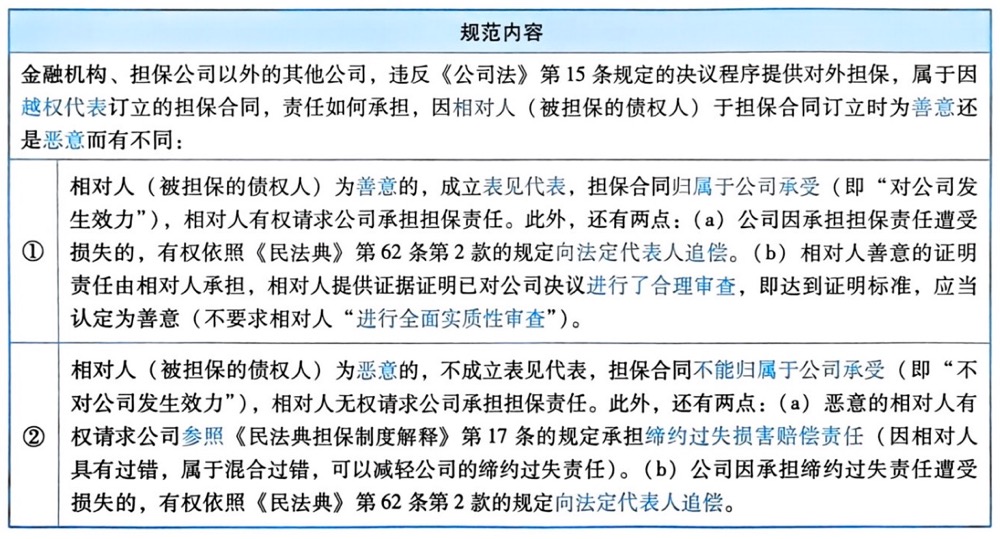 规范内容
金融机构、担保公司以外的其他公司，违反《公司法》第15条规定的决议程序提供对外担保，属于因
越权代表订立的担保合同，责任如何承担，因相对人（被担保的债权人）于担保合同订立时为善意还
是恶意而有不同：
①
相对人（被担保的债权人）为善意的，成立表见代表，担保合同归属于公司承受（即“对公司发
生效力”），相对人有权请求公司承担担保责任。此外，还有两点：（a）公司因承担担保责任遭受
损失的，有权依照《民法典》第62条第2款的规定向法定代表人追偿。（b）相对人善意的证明
责任由相对人承担，相对人提供证据证明已对公司决议进行了合理审查，即达到证明标准，应当
认定为善意（不要求相对人“进行全面实质性审查”）。
②
相对人（被担保的债权人）为恶意的，不成立表见代表，担保合同不能归属于公司承受（即“不
对公司发生效力”），相对人无权请求公司承担担保责任。此外，还有两点：（a）恶意的相对人有
权请求公司参照《民法典担保制度解释》第17条的规定承担缔约过失损害赔偿责任（因相对人
具有过错，属于混合过错，可以减轻公司的缔约过失责任）。（b）公司因承担缔约过失责任遭受
损失的，有权依照《民法典》第62条第2款的规定向法定代表人追偿。